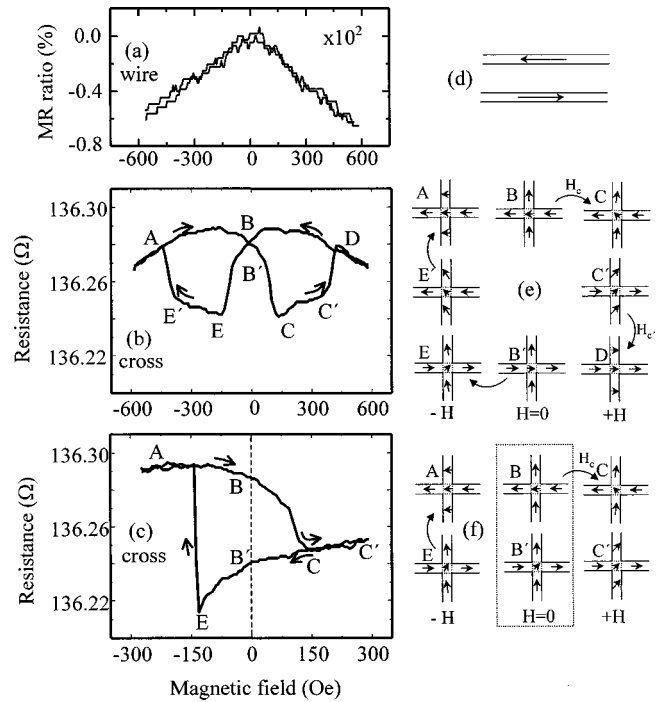 MR ratio (%)
0.0
-0.4
-0.8
(a)
wire
x10²
-600 -300 0 300 600
(d)
Resistance (Ω)
136.30
136.26
136.22
A B D
B´
E´ E C C´
(b)
cross
-600 -300 0 300 600
A B Hc C
E´ (e) C´
Hc´
E B´ D
- H H=0 +H
Resistance (Ω)
136.30
136.26
136.22
A
B
B´
C C´
E
(c)
cross
-300 -150 0 150 300
Magnetic field (Oe)
A B Hc C
(f)
E B´ C´
- H H=0 +H